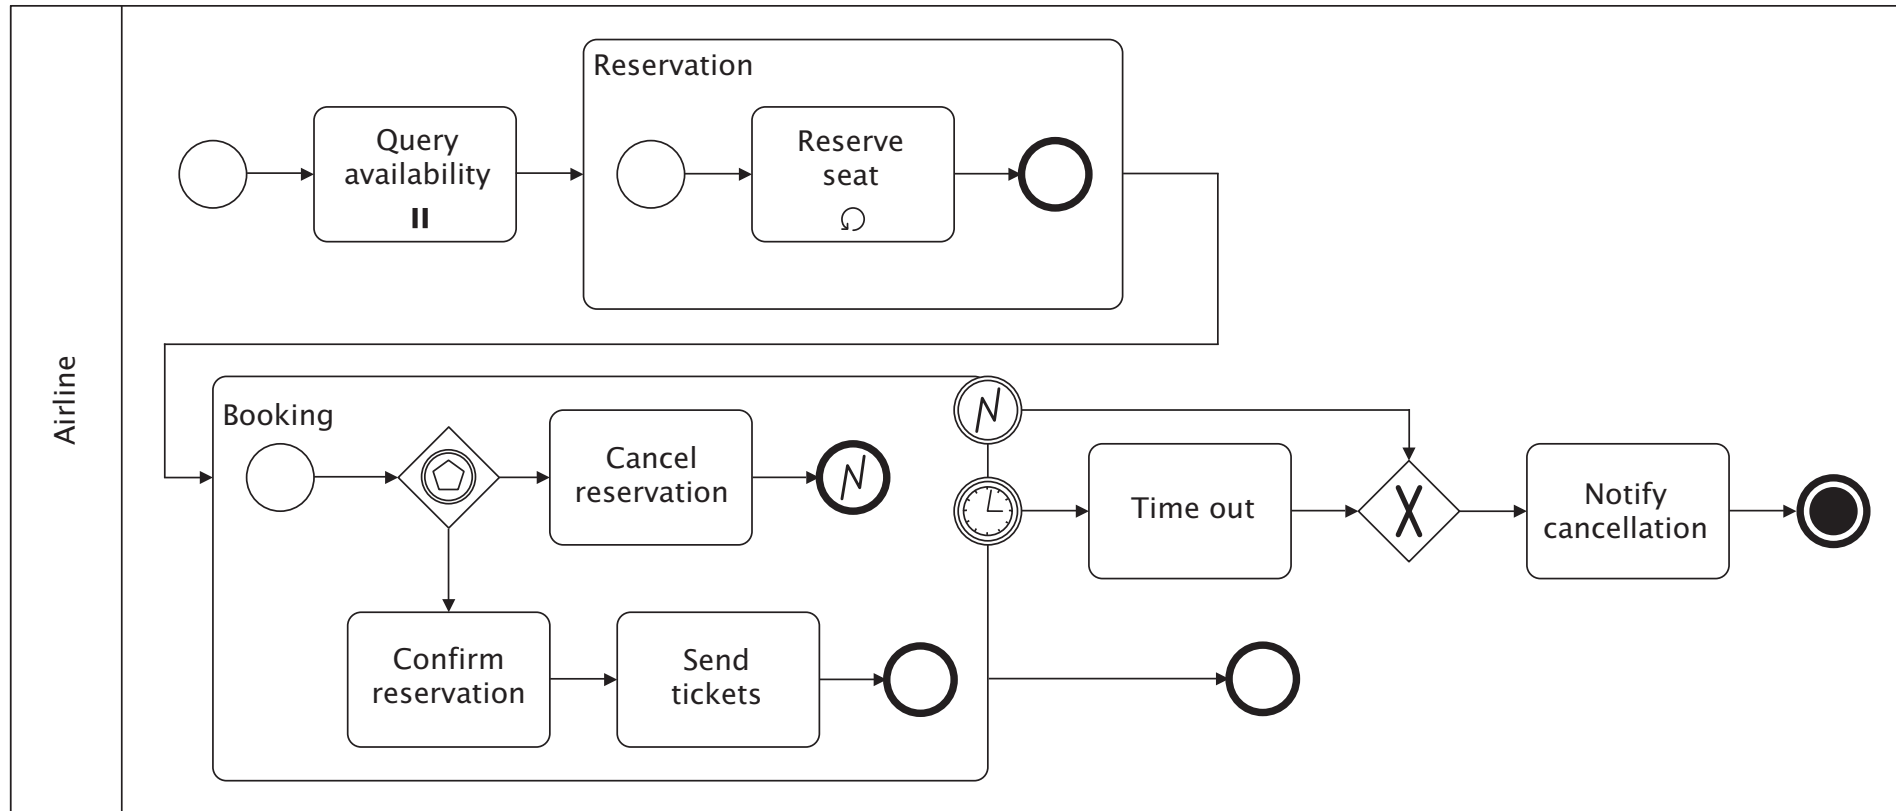 Airline
Reservation
Query
availability
Reserve
seat
Booking
Cancel
reservation
Time out
Notify
cancellation
Confirm
reservation
Send
tickets